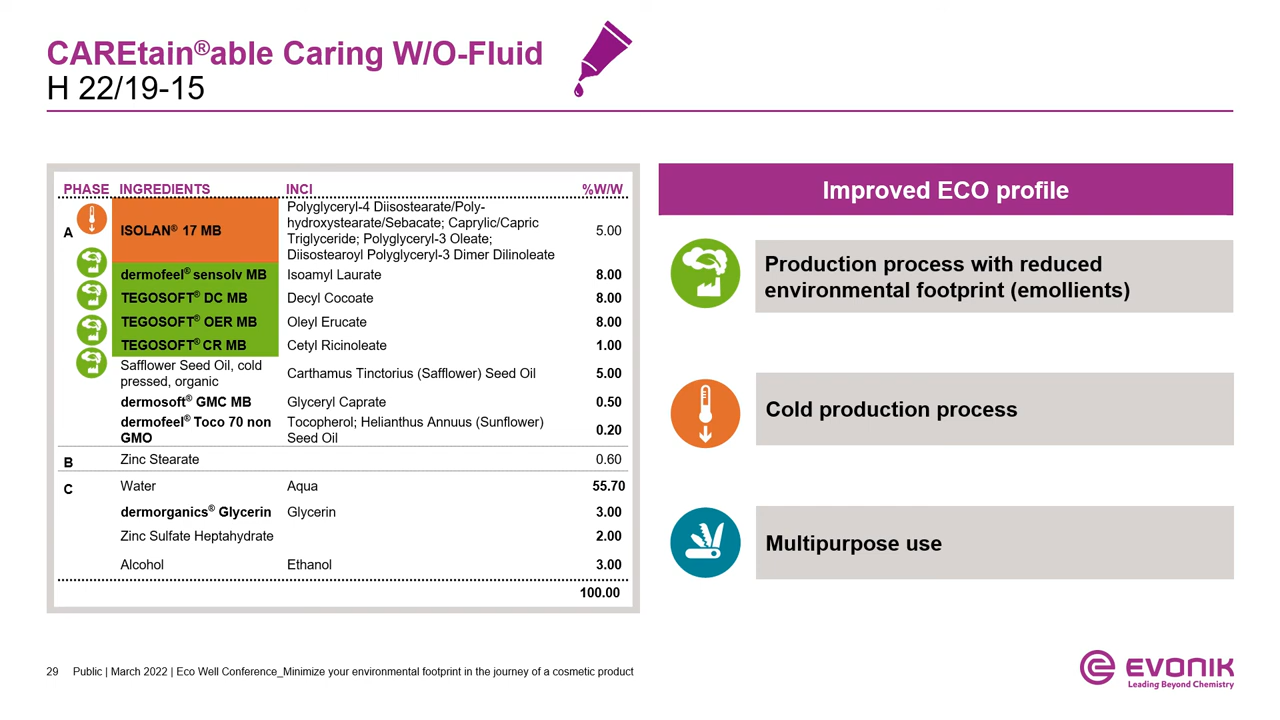 CAREtain®able Caring W/O-Fluid
H 22/19-15
PHASE INGREDIENTS INCI %W/W
A ISOLAN® 17 MB Polyglyceryl-4 Diisostearate/Poly-
hydroxystearate/Sebacate; Caprylic/Capric
Triglyceride; Polyglyceryl-3 Oleate;
Diisostearoyl Polyglyceryl-3 Dimer Dilinoleate 5.00
dermofeel® sensolv MB Isoamyl Laurate 8.00
TEGOSOFT® DC MB Decyl Cocoate 8.00
TEGOSOFT® OER MB Oleyl Erucate 8.00
TEGOSOFT® CR MB Cetyl Ricinoleate 1.00
Safflower Seed Oil, cold
pressed, organic Carthamus Tinctorius (Safflower) Seed Oil 5.00
dermosoft® GMC MB Glyceryl Caprate 0.50
dermofeel® Toco 70 non
GMO Tocopherol; Helianthus Annuus (Sunflower)
Seed Oil 0.20
B Zinc Stearate 0.60
C Water Aqua 55.70
dermorganics® Glycerin Glycerin 3.00
Zinc Sulfate Heptahydrate 2.00
Alcohol Ethanol 3.00
100.00
Improved ECO profile
Production process with reduced
environmental footprint (emollients)
Cold production process
Multipurpose use
29 Public | March 2022 | Eco Well Conference_Minimize your environmental footprint in the journey of a cosmetic product
EVONIK
Leading Beyond Chemistry